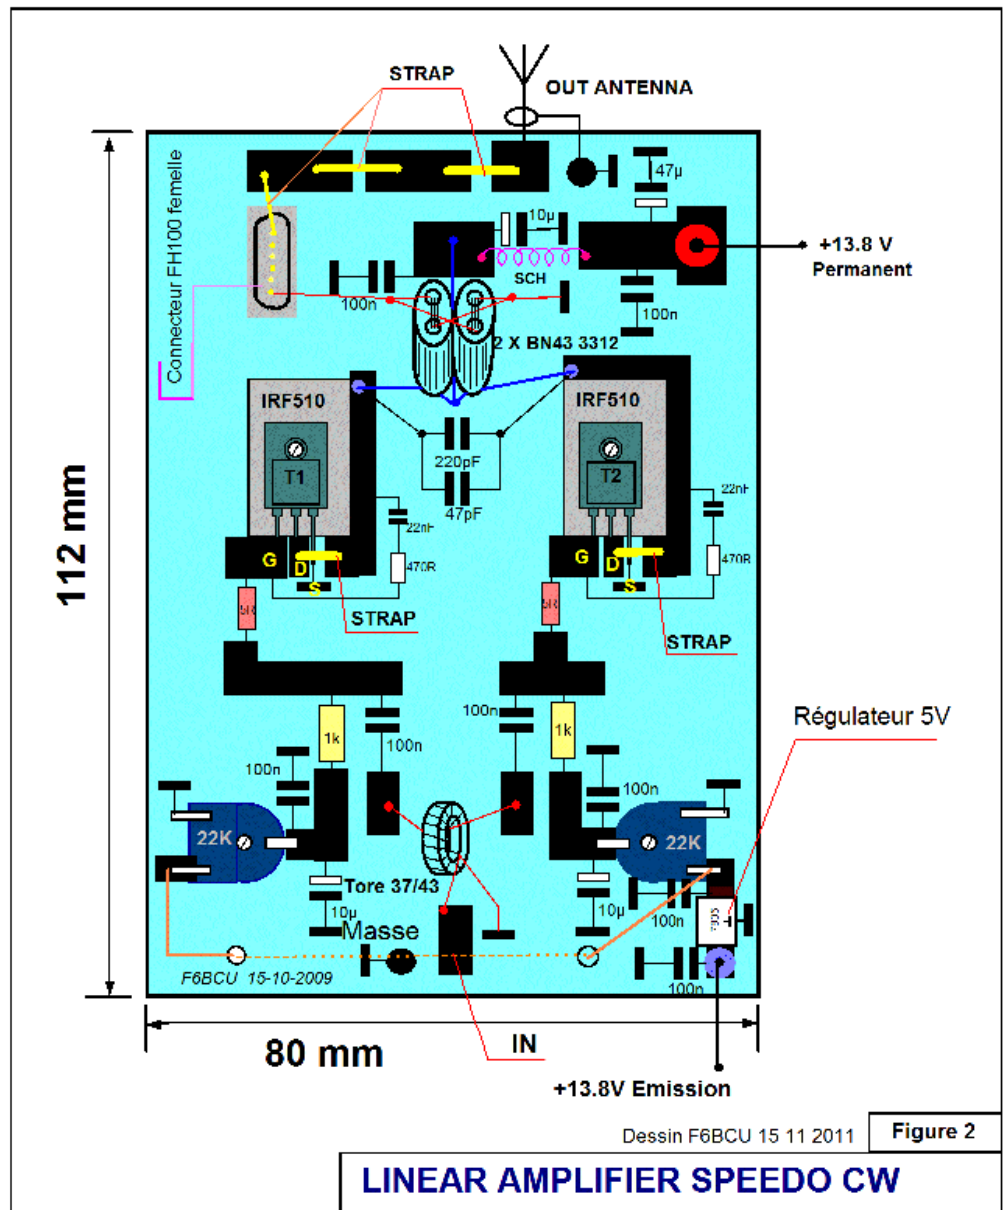 STRAP
OUT ANTENNA
Connecteur FH100 femelle
47µ
10µ
+13.8 V
Permanent
SCH
100n
100n
2 X BN43 3312
IRF510
IRF510
T1
T2
220pF
47pF
22nF
22nF
G
D
S
470R
G
D
S
470R
STRAP
STRAP
5R
5R
112 mm
1k
100n
100n
1k
Régulateur 5V
100n
100n
22K
22K
Tore 37/43
10µ
10µ
100n
7805
Masse
F6BCU 15-10-2009
100n
80 mm
IN
+13.8V Emission
Dessin F6BCU 15 11 2011
Figure 2
LINEAR AMPLIFIER SPEEDO CW